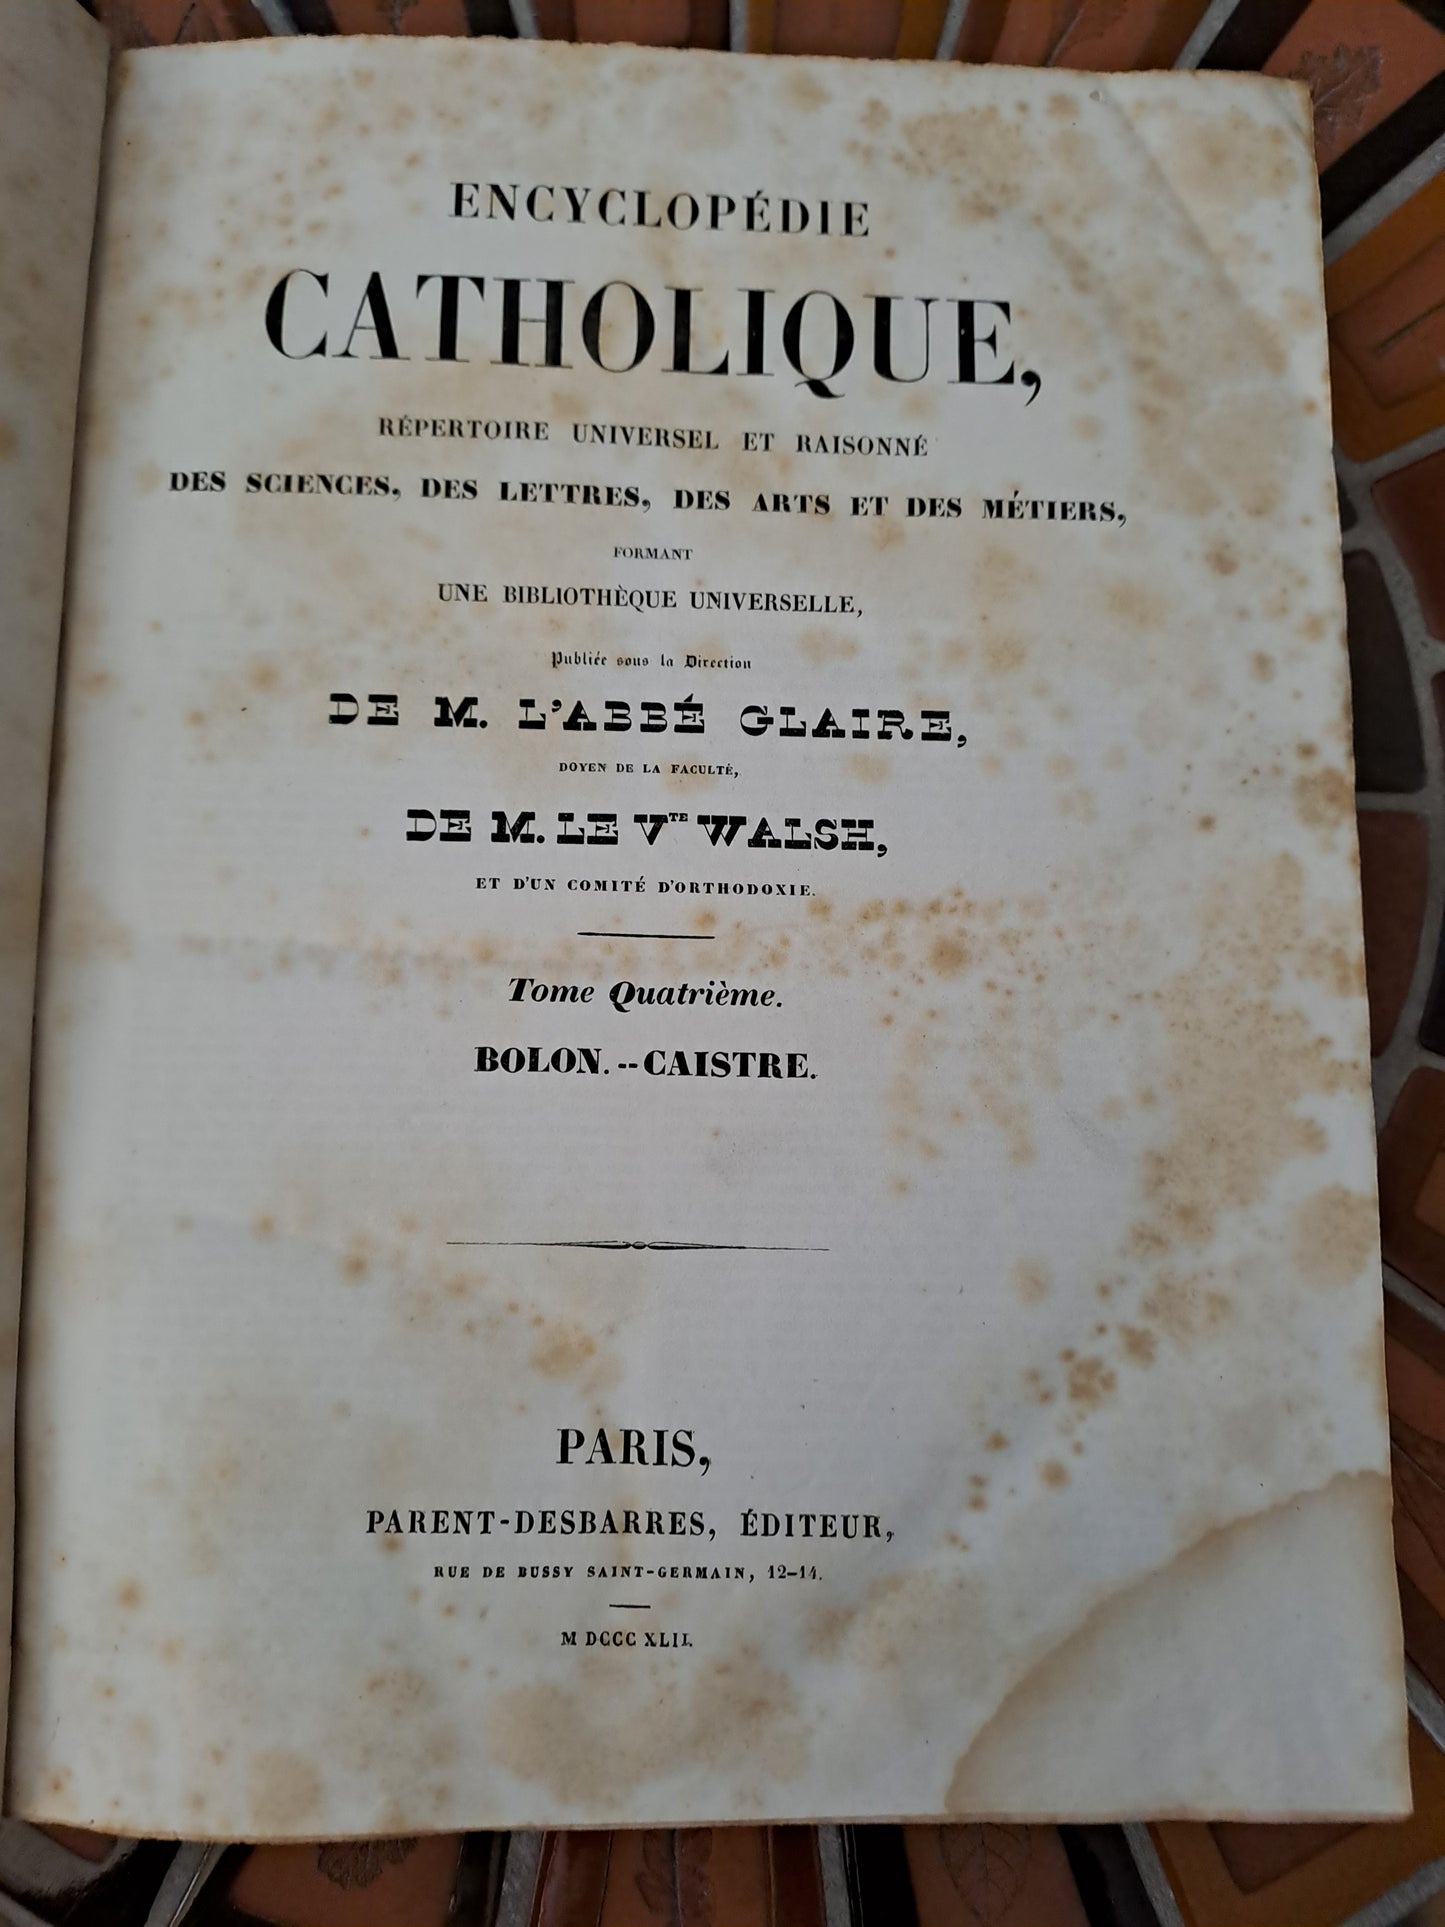 ENCYCLOPÉDIE
CATHOLIQUE,
RÉPERTOIRE UNIVERSEL ET RAISONNÉ
DES SCIENCES, DES LETTRES, DES ARTS ET DES MÉTIERS,
FORMANT
UNE BIBLIOTHÈQUE UNIVERSELLE,
Publiée sous la Direction
DE M. L'ABBÉ GLAIRE,
DOYEN DE LA FACULTÉ,
DE M. LE VTE WALSH,
ET D'UN COMITÉ D'ORTHODOXIE.
Tome Quatrième.
BOLON.--CAISTRE.
PARIS,
PARENT-DESBARRES, ÉDITEUR,
RUE DE BUSSY SAINT-GERMAIN, 12-14.
M DCCC XLII.